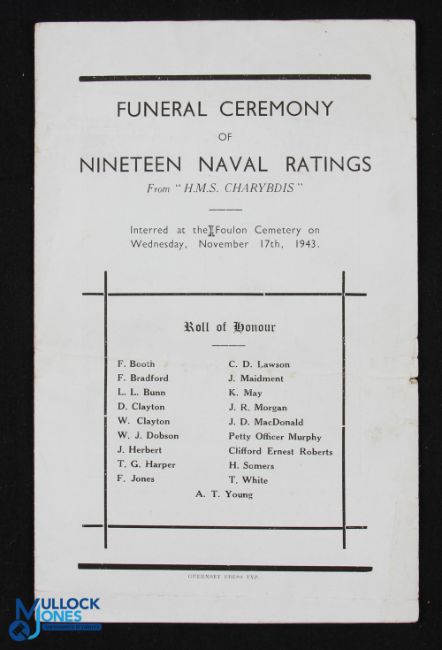 FUNERAL CEREMONY
OF
NINETEEN NAVAL RATINGS
From "H.M.S. CHARYBDIS"
Interred at the Foulon Cemetery on
Wednesday, November 17th, 1943.
Roll of Honour
F. Booth
F. Bradford
L. L. Bunn
D. Clayton
W. Clayton
W. J. Dobson
J. Herbert
T. G. Harper
F. Jones
C. D. Lawson
J. Maidment
K. May
J. R. Morgan
J. D. MacDonald
Petty Officer Murphy
Clifford Ernest Roberts
H. Somers
T. White
A. T. Young
GUERNSEY PRESS TYP.
MULLOCK
JONES